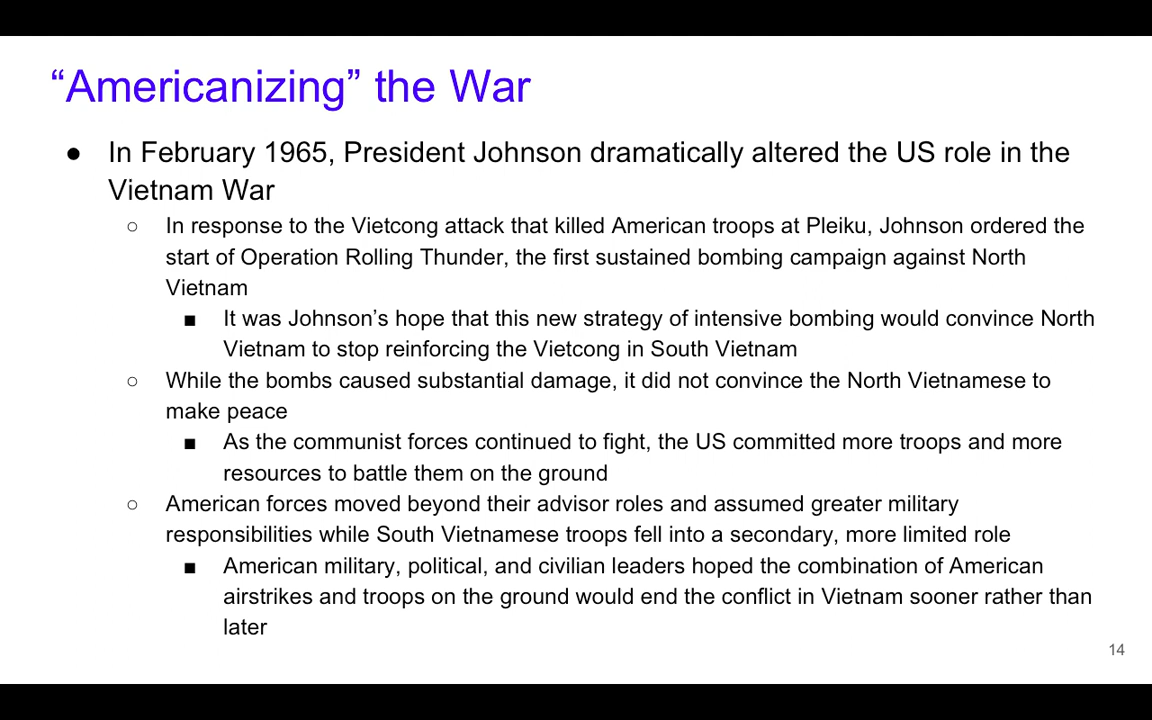 “Americanizing” the War
● In February 1965, President Johnson dramatically altered the US role in the
Vietnam War
○ In response to the Vietcong attack that killed American troops at Pleiku, Johnson ordered the
start of Operation Rolling Thunder, the first sustained bombing campaign against North
Vietnam
■ It was Johnson’s hope that this new strategy of intensive bombing would convince North
Vietnam to stop reinforcing the Vietcong in South Vietnam
○ While the bombs caused substantial damage, it did not convince the North Vietnamese to
make peace
■ As the communist forces continued to fight, the US committed more troops and more
resources to battle them on the ground
○ American forces moved beyond their advisor roles and assumed greater military
responsibilities while South Vietnamese troops fell into a secondary, more limited role
■ American military, political, and civilian leaders hoped the combination of American
airstrikes and troops on the ground would end the conflict in Vietnam sooner rather than
later
14